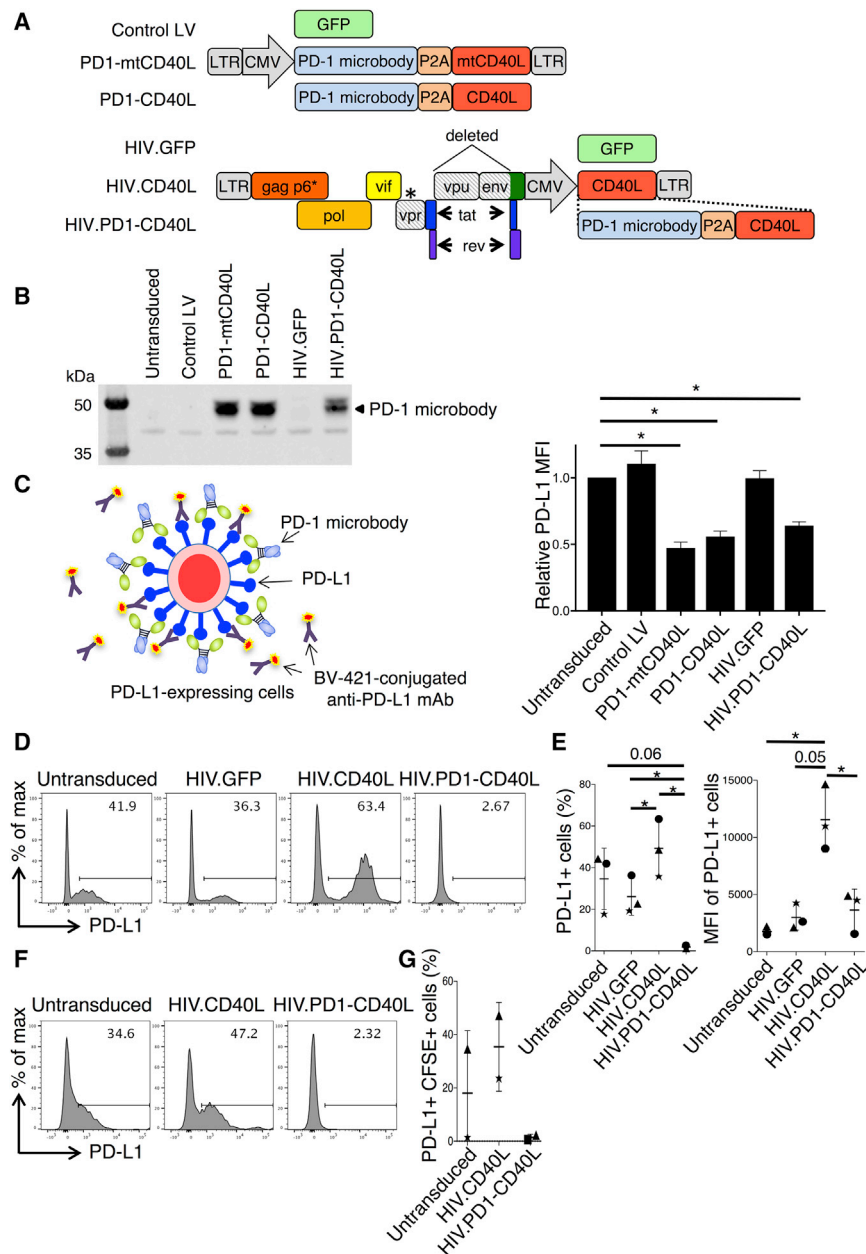 A
Control LV
GFP
PD1-mtCD40L
LTR CMV PD-1 microbody P2A mtCD40L LTR
PD1-CD40L
PD-1 microbody P2A CD40L
deleted
HIV.GFP
GFP
HIV.CD40L
LTR gag p6* vif * vpu env CMV CD40L LTR
HIV.PD1-CD40L
pol vpr tat
PD-1 microbody P2A CD40L
rev
B
Untransduced
Control LV
PD1-mtCD40L
PD1-CD40L
HIV.GFP
HIV.PD1-CD40L
kDa
50
35
PD-1 microbody
C
PD-1 microbody
PD-L1
BV-421-conjugated
anti-PD-L1 mAb
PD-L1-expressing cells
*
*
*
Relative PD-L1 MFI
1.0
0.5
0.0
Untransduced
Control LV
PD1-mtCD40L
PD1-CD40L
HIV.GFP
HIV.PD1-CD40L
D
Untransduced HIV.GFP HIV.CD40L HIV.PD1-CD40L
41.9 36.3 63.4 2.67
% of max
PD-L1
E
0.06
*
* *
PD-L1+ cells (%)
80
60
40
20
0
Untransduced
HIV.GFP
HIV.CD40L
HIV.PD1-CD40L
*
0.05 *
MFI of PD-L1+ cells
15000
10000
5000
0
Untransduced
HIV.GFP
HIV.CD40L
HIV.PD1-CD40L
F
Untransduced HIV.CD40L HIV.PD1-CD40L
34.6 47.2 2.32
% of max
PD-L1
G
PD-L1+ CFSE+ cells (%)
60
40
20
0
Untransduced
HIV.CD40L
HIV.PD1-CD40L